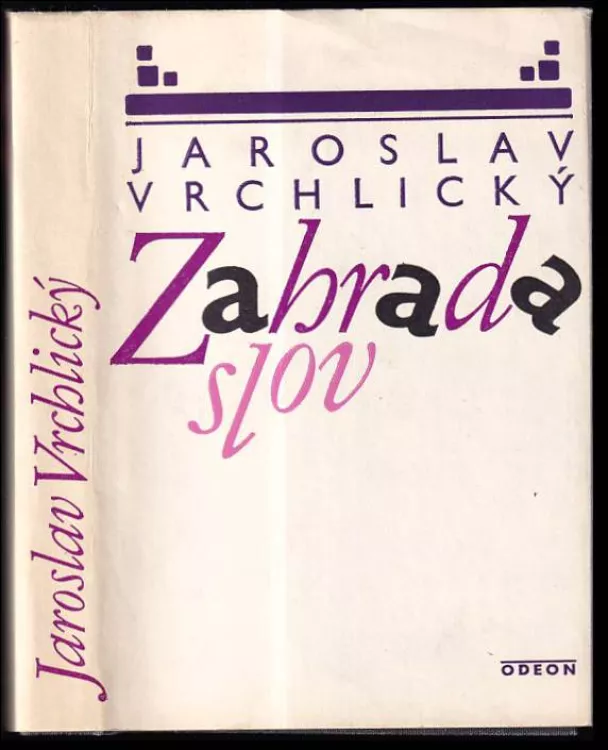 Jaroslav Vrchlický
JAROSLAV
VRCHLICKÝ
Zahrada
slov
ODEON